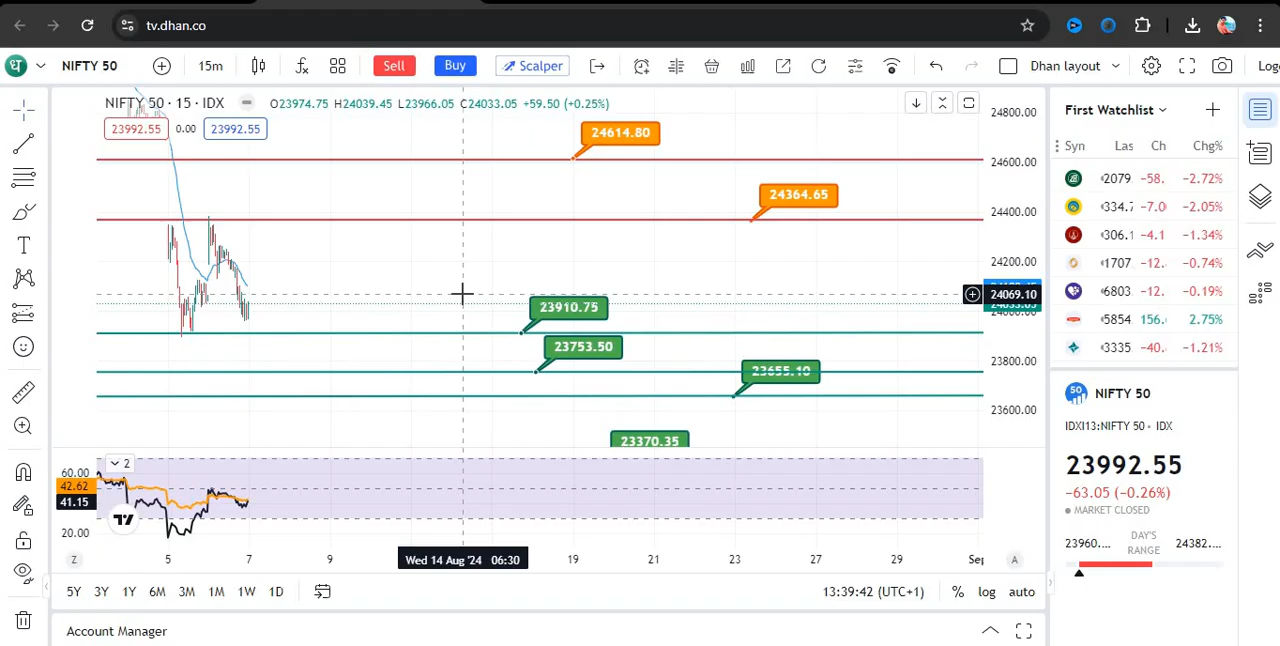 tv.dhan.co
ध NIFTY 50 15m fx Sell Buy Scalper Dhan layout
NIFTY 50 · 15 · IDX O23974.75 H24039.45 L23966.05 C24033.05 +59.50 (+0.25%)
23992.55 0.00 23992.55
24614.80
24364.65
23910.75
23753.50
23655.10
23370.35
24800.00
24600.00
24400.00
24200.00
24069.10
24000.00
23800.00
23600.00
2
60.00
42.62
41.15
20.00
Z 5 7 9 Wed 14 Aug '24 06:30 19 21 23 27 29 Sep A
5Y 3Y 1Y 6M 3M 1M 1W 1D 13:39:42 (UTC+1) % log auto
Account Manager
First Watchlist
Syn Las Ch Chg%
2079 −58. −2.72%
334.7 −7.0 −2.05%
306.1 −4.1 −1.34%
1707 −12. −0.74%
6803 −12. −0.19%
5854 156. 2.75%
3335 −40. −1.21%
50 NIFTY 50
IDXI13:NIFTY 50 · IDX
23992.55
−63.05 (−0.26%)
MARKET CLOSED
23960.... DAY'S RANGE 24382....